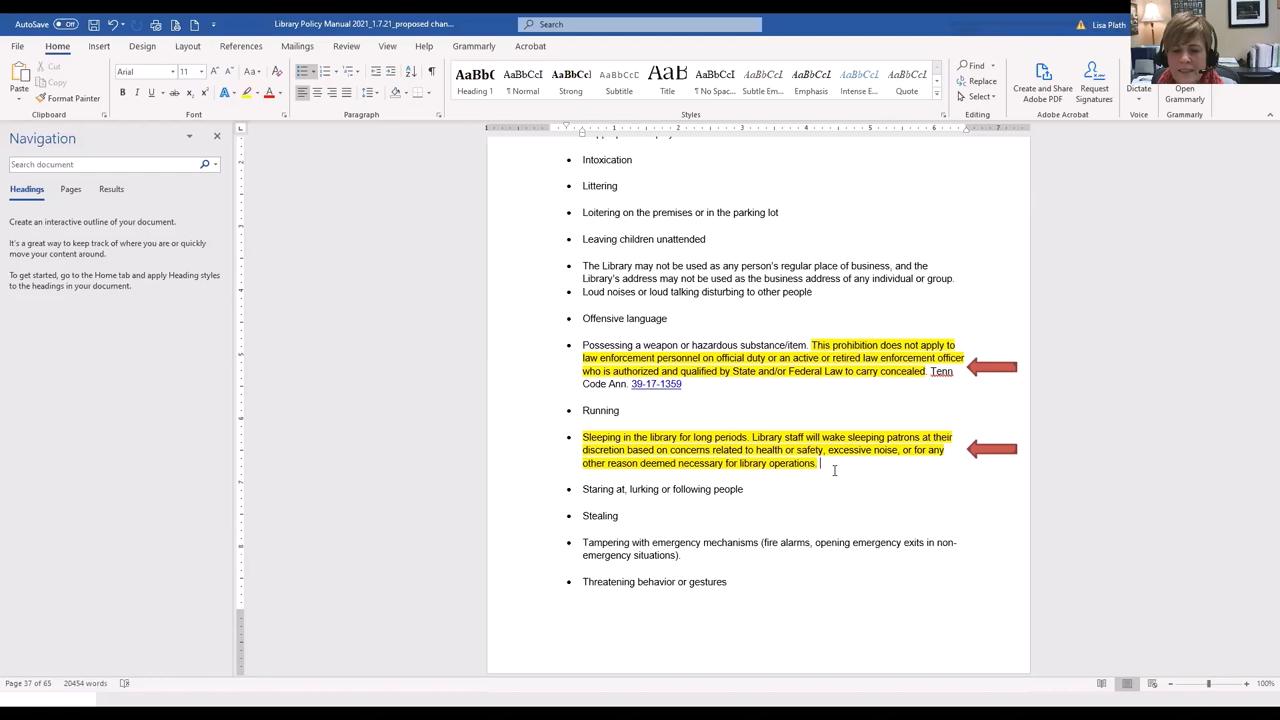 AutoSave Off
Library Policy Manual 2021_1.7.21_proposed chan...
Search
Lisa Plath
File Home Insert Design Layout References Mailings Review View Help Grammarly Acrobat
Paste
Cut
Copy
Format Painter
Clipboard
Arial 11
Font
Paragraph
AaBbC Heading 1
AaBbCcI ¶ Normal
AaBbCcl Strong
AaBbCcI Subtitle
AaBb Title
AaBbCcI ¶ No Spac...
AaBbCcI Subtle Em...
AaBbCcI Emphasis
AaBbCcI Intense E...
AaBbCcI Quote
Styles
Find
Replace
Select
Editing
Create and Share
Adobe PDF
Request
Signatures
Adobe Acrobat
Dictate
Voice
Open
Grammarly
Grammarly
Navigation
Search document
Headings Pages Results
Create an interactive outline of your document.
It's a great way to keep track of where you are or quickly
move your content around.
To get started, go to the Home tab and apply Heading styles
to the headings in your document.
• Intoxication
• Littering
• Loitering on the premises or in the parking lot
• Leaving children unattended
• The Library may not be used as any person's regular place of business, and the
Library's address may not be used as the business address of any individual or group.
• Loud noises or loud talking disturbing to other people
• Offensive language
• Possessing a weapon or hazardous substance/item. This prohibition does not apply to
law enforcement personnel on official duty or an active or retired law enforcement officer
who is authorized and qualified by State and/or Federal Law to carry concealed. Tenn
Code Ann. 39-17-1359
• Running
• Sleeping in the library for long periods. Library staff will wake sleeping patrons at their
discretion based on concerns related to health or safety, excessive noise, or for any
other reason deemed necessary for library operations.
• Staring at, lurking or following people
• Stealing
• Tampering with emergency mechanisms (fire alarms, opening emergency exits in non-
emergency situations).
• Threatening behavior or gestures
Page 37 of 65 20454 words
100%